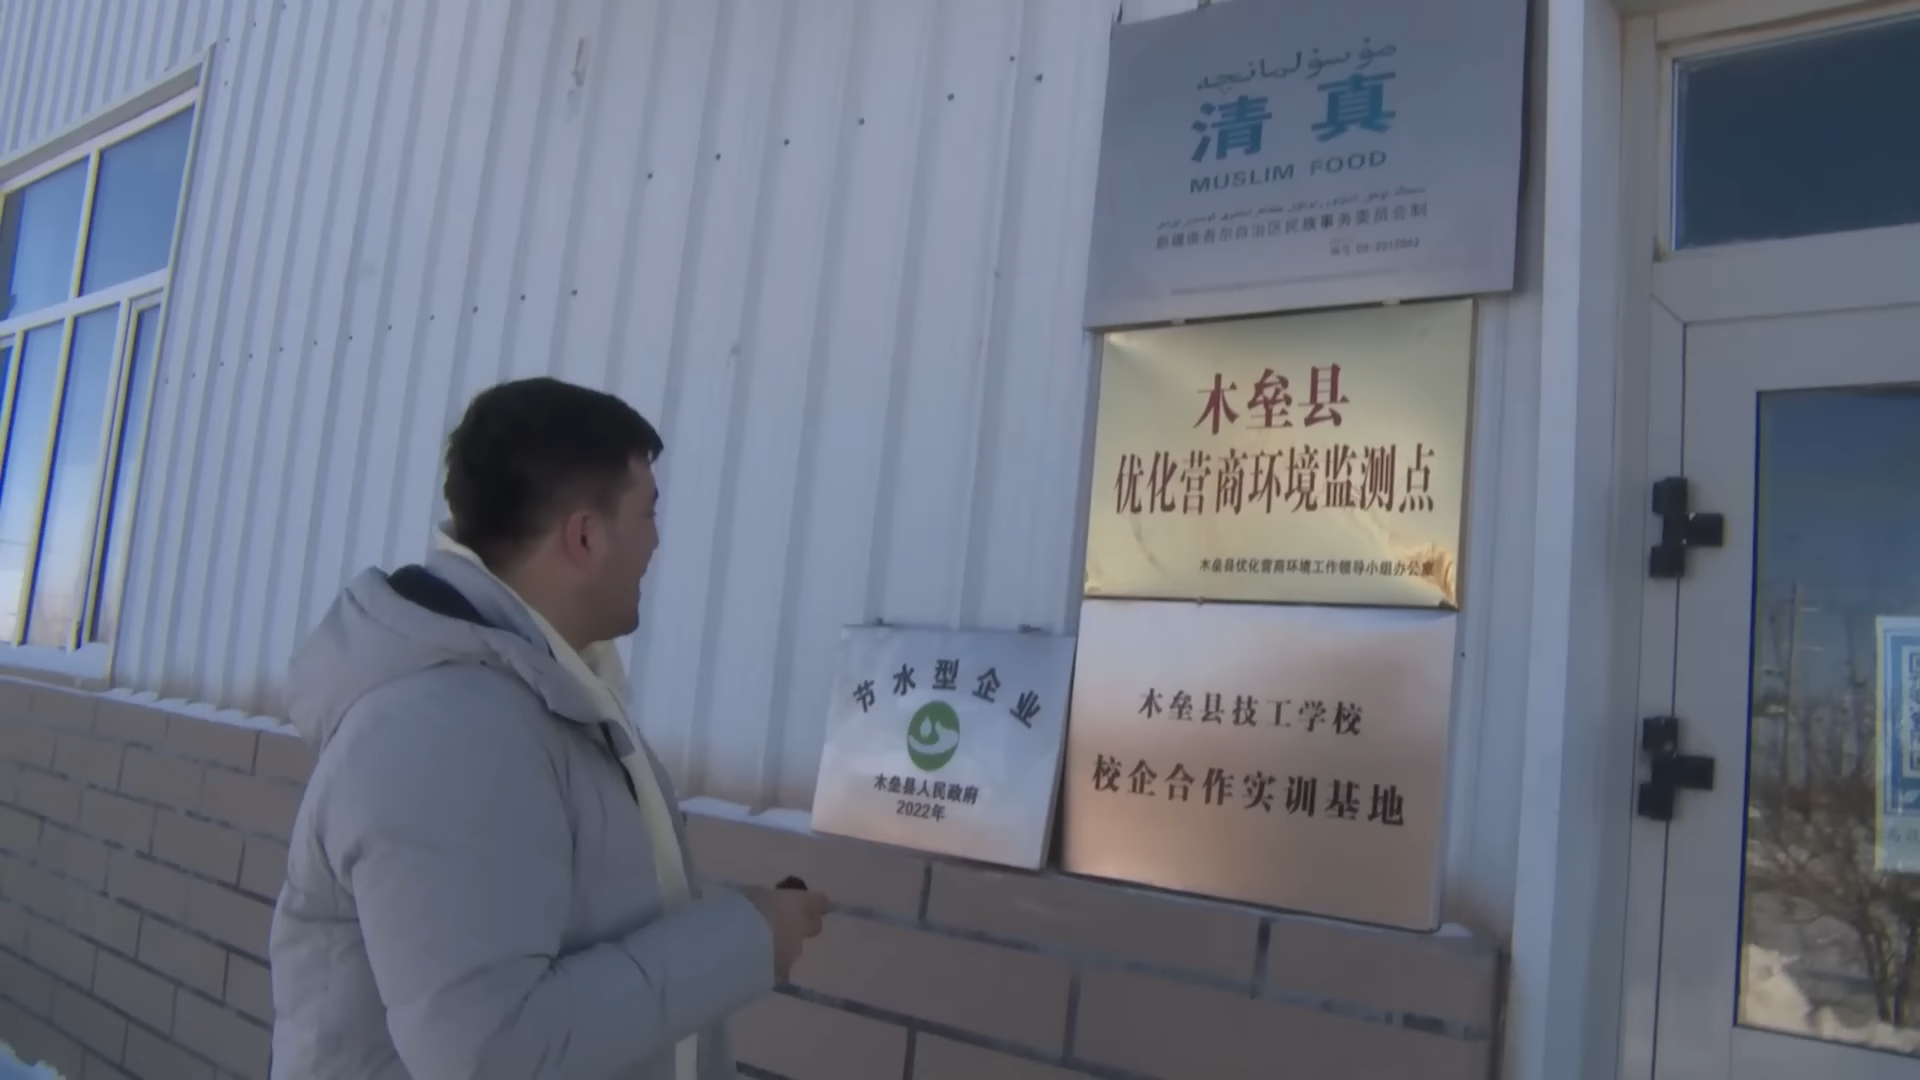 مۇسۇلمانچە
清真
MUSLIM FOOD
新疆维吾尔自治区民族事务委员会制
木垒县
优化营商环境监测点
木垒县优化营商环境工作领导小组办公室
节水型企业
木垒县人民政府
2022年
木垒县技工学校
校企合作实训基地